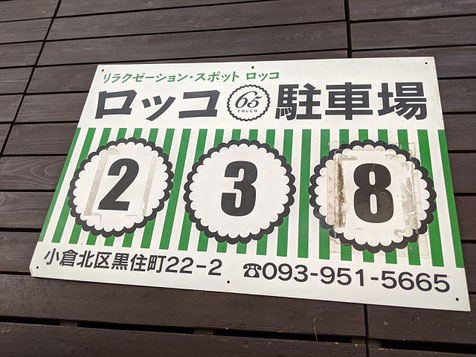 リラクゼーション・スポット ロッコ
ロッコ 65 ROCCO 駐車場
2 3 8
小倉北区黒住町22-2 ☎093-951-5665